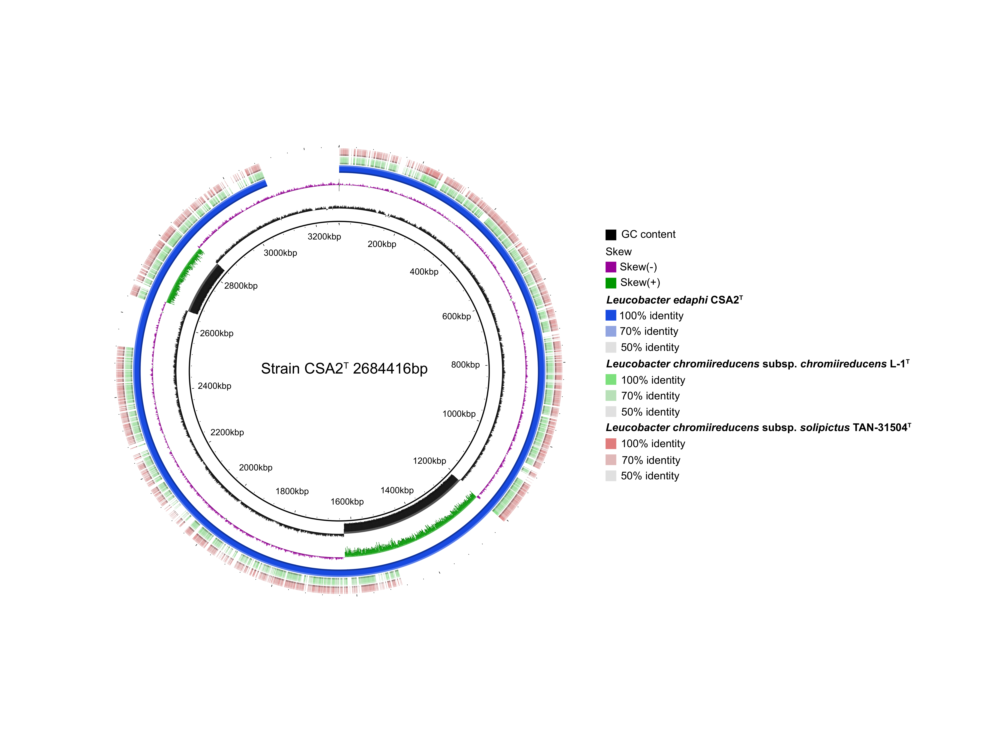 3200kbp
200kbp
400kbp
600kbp
800kbp
1000kbp
1200kbp
1400kbp
1600kbp
1800kbp
2000kbp
2200kbp
2400kbp
2600kbp
2800kbp
3000kbp
Strain CSA2ᵀ 2684416bp
GC content
Skew
Skew(-)
Skew(+)
Leucobacter edaphi CSA2ᵀ
100% identity
70% identity
50% identity
Leucobacter chromiireducens subsp. chromiireducens L-1ᵀ
100% identity
70% identity
50% identity
Leucobacter chromiireducens subsp. solipictus TAN-31504ᵀ
100% identity
70% identity
50% identity